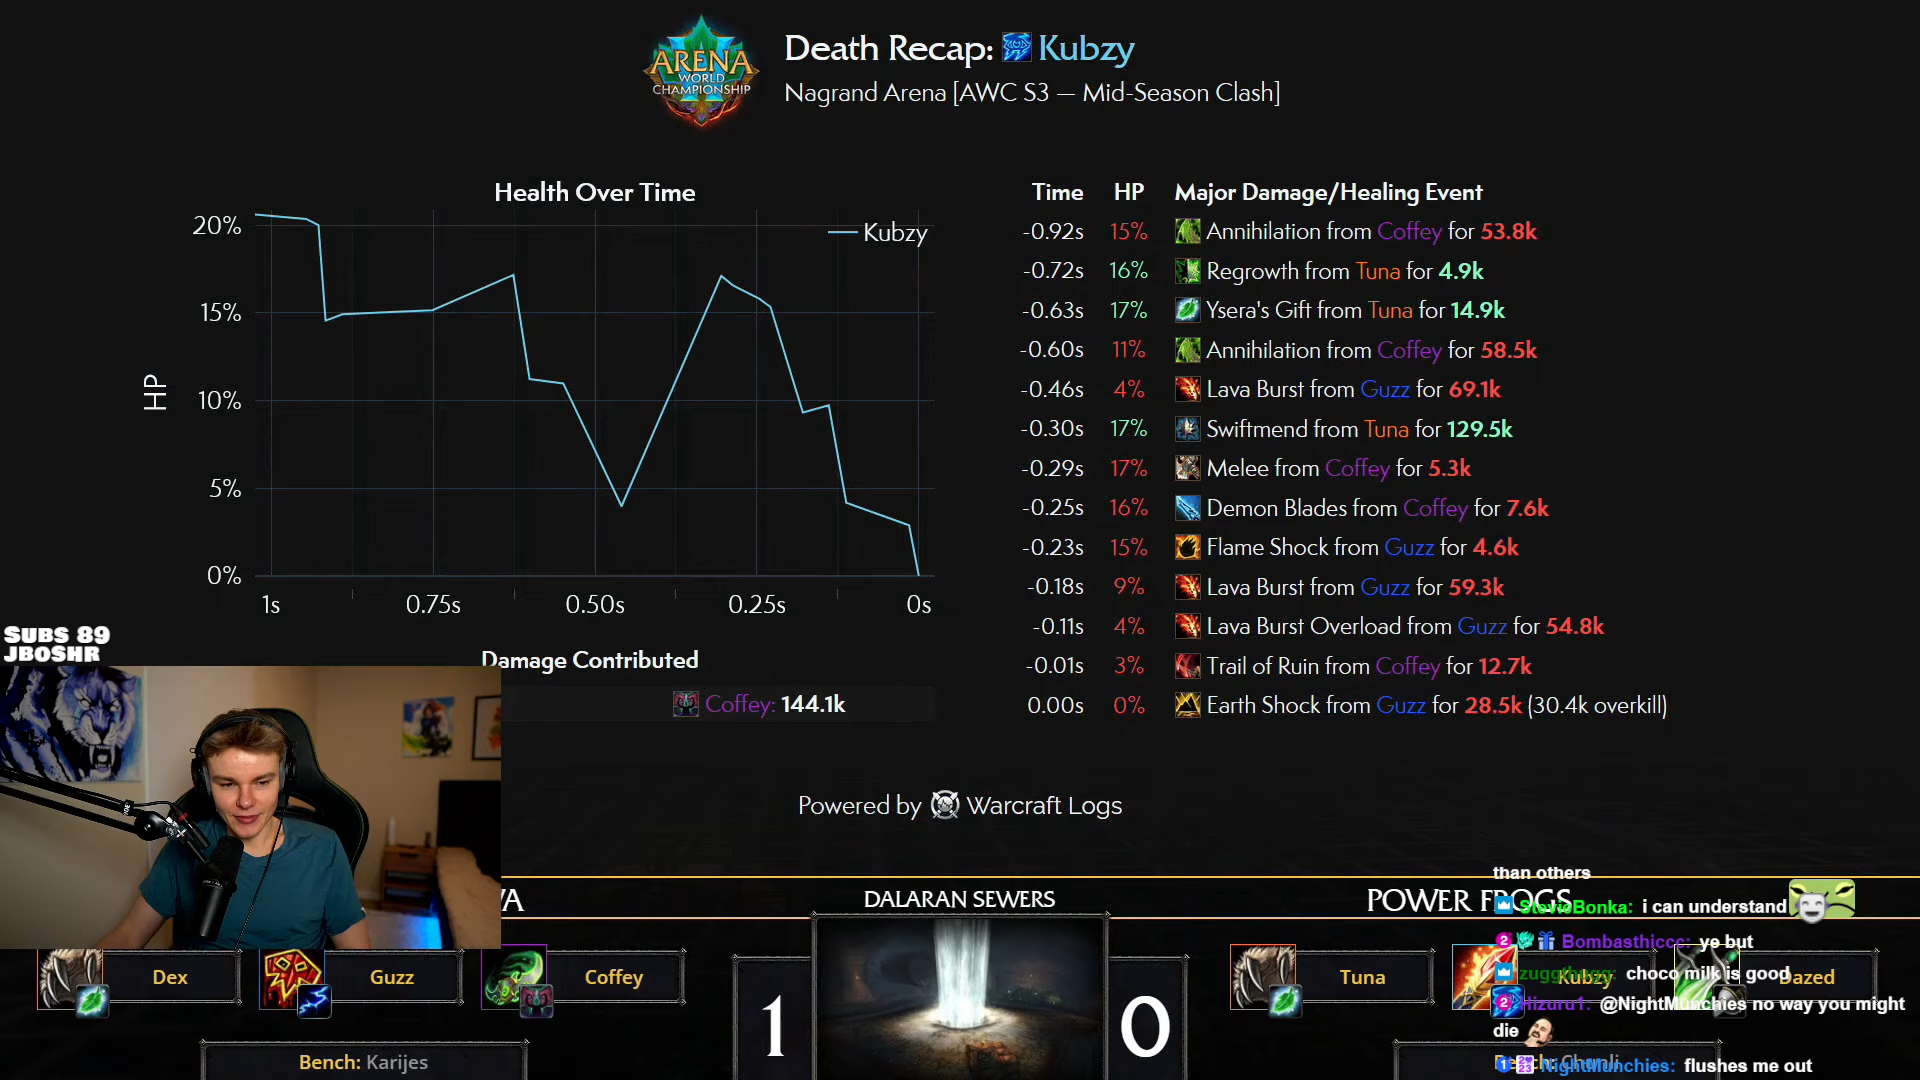 ARENA
WORLD
CHAMPIONSHIP
Death Recap: Kubzy
Nagrand Arena [AWC S3 — Mid-Season Clash]
Health Over Time
Kubzy
20%
15%
10%
5%
0%
HP
1s 0.75s 0.50s 0.25s 0s
Time HP Major Damage/Healing Event
-0.92s 15% Annihilation from Coffey for 53.8k
-0.72s 16% Regrowth from Tuna for 4.9k
-0.63s 17% Ysera's Gift from Tuna for 14.9k
-0.60s 11% Annihilation from Coffey for 58.5k
-0.46s 4% Lava Burst from Guzz for 69.1k
-0.30s 17% Swiftmend from Tuna for 129.5k
-0.29s 17% Melee from Coffey for 5.3k
-0.25s 16% Demon Blades from Coffey for 7.6k
-0.23s 15% Flame Shock from Guzz for 4.6k
-0.18s 9% Lava Burst from Guzz for 59.3k
-0.11s 4% Lava Burst Overload from Guzz for 54.8k
-0.01s 3% Trail of Ruin from Coffey for 12.7k
0.00s 0% Earth Shock from Guzz for 28.5k (30.4k overkill)
SUBS 89
JBOSHR
Damage Contributed
Coffey: 144.1k
Powered by Warcraft Logs
DALARAN SEWERS
POWER FROGS
Dex
Guzz
Coffey
1
0
Tuna
Kubzy
Dazed
Bench: Karijes
than others
StevieBonka: i can understand
Bombasthicc: ye but
choco milk is good
Hizuru1: @NightMunchies no way you might
die
NightMunchies: flushes me out